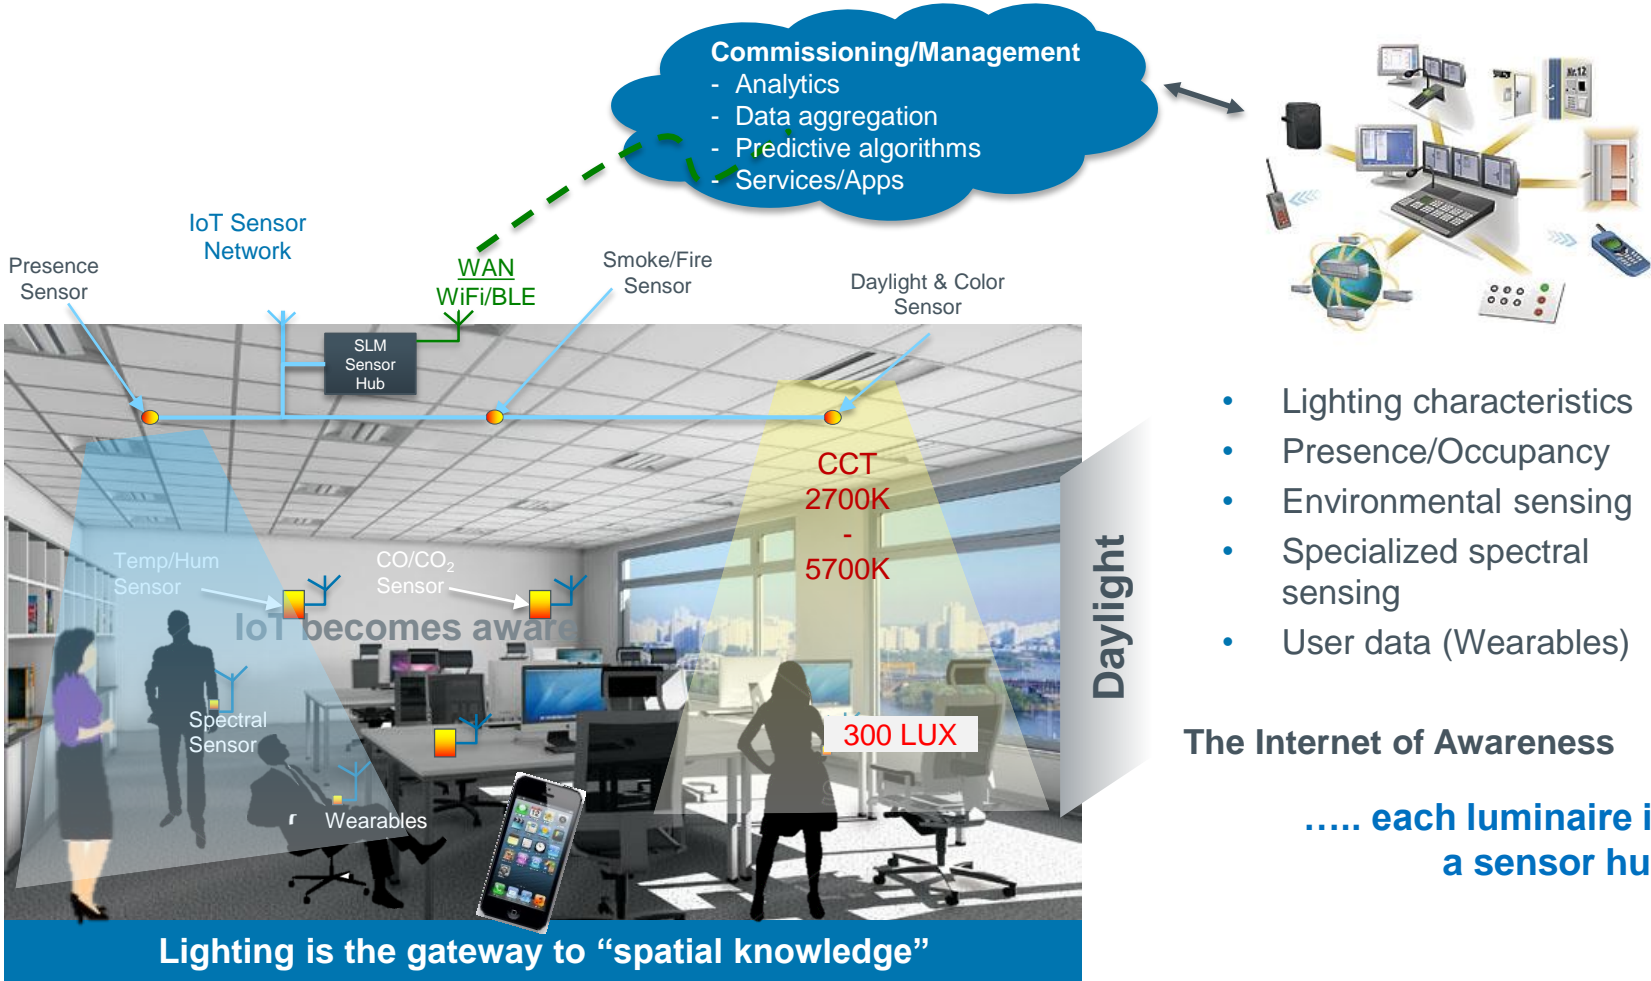 Commissioning/Management
- Analytics
- Data aggregation
- Predictive algorithms
- Services/Apps
Nr.12
IoT Sensor
Network
Presence
Sensor
WAN
WiFi/BLE
Smoke/Fire
Sensor
Daylight & Color
Sensor
SLM
Sensor
Hub
CCT
2700K
-
5700K
Temp/Hum
Sensor
CO/CO₂
Sensor
IoT becomes aware
Spectral
Sensor
300 LUX
r
Wearables
Daylight
Lighting is the gateway to “spatial knowledge”
• Lighting characteristics
• Presence/Occupancy
• Environmental sensing
• Specialized spectral
sensing
• User data (Wearables)
The Internet of Awareness
….. each luminaire i
a sensor hu